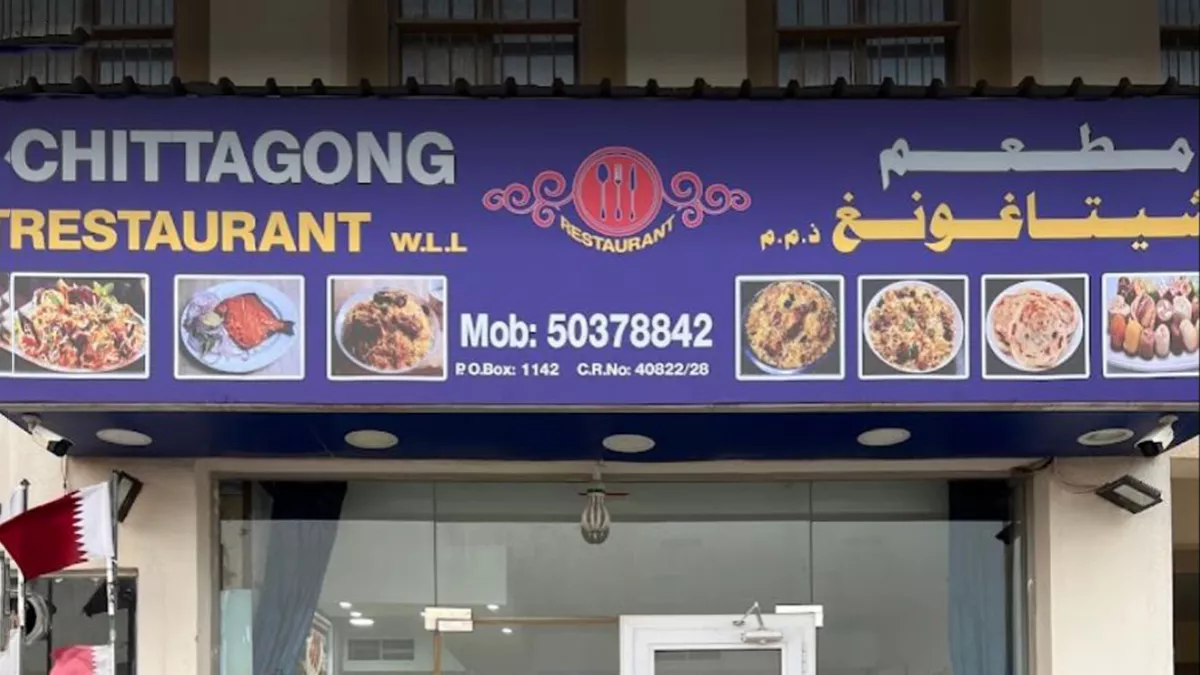 CHITTAGONG
RESTAURANT W.L.L
RESTAURANT
مطعم
شيتاغونغ ذ.م.م
Mob: 50378842
P.O.Box: 1142 C.R.No: 40822/28